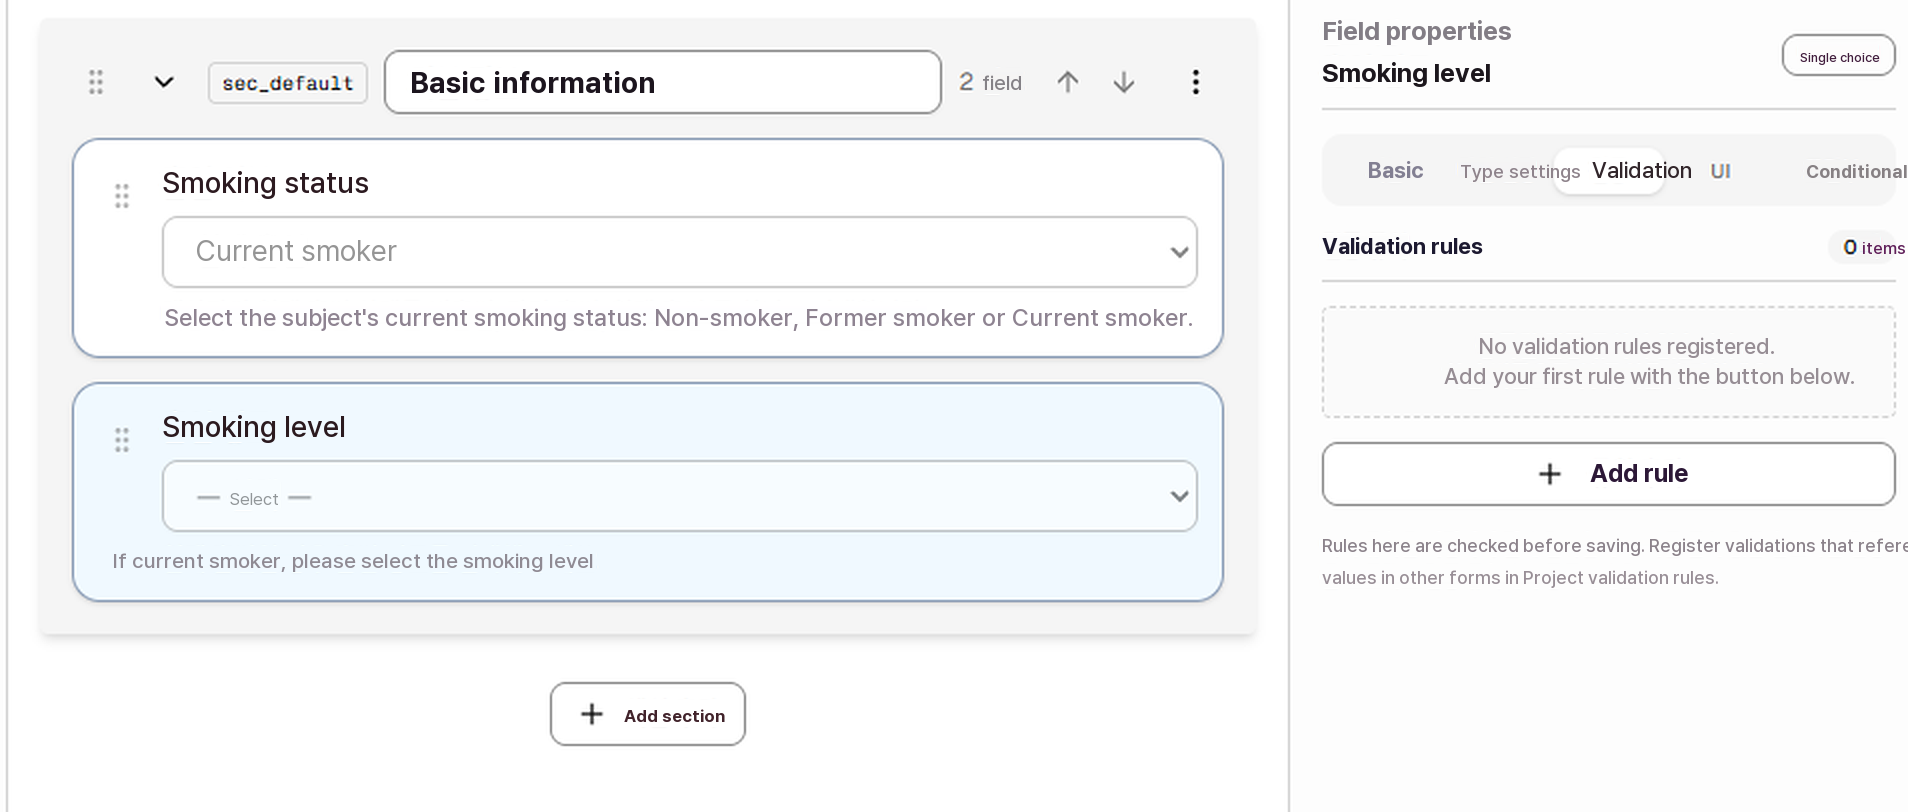 sec_default
Basic information
2 field
Smoking status
Current smoker
Select the subject's current smoking status: Non-smoker, Former smoker or Current smoker.
Smoking level
— Select —
If current smoker, please select the smoking level
Add section
Field properties
Smoking level
Single choice
Basic Type settings Validation UI Conditional
Validation rules
0 items
No validation rules registered.
Add your first rule with the button below.
Add rule
Rules here are checked before saving. Register validations that refere
values in other forms in Project validation rules.